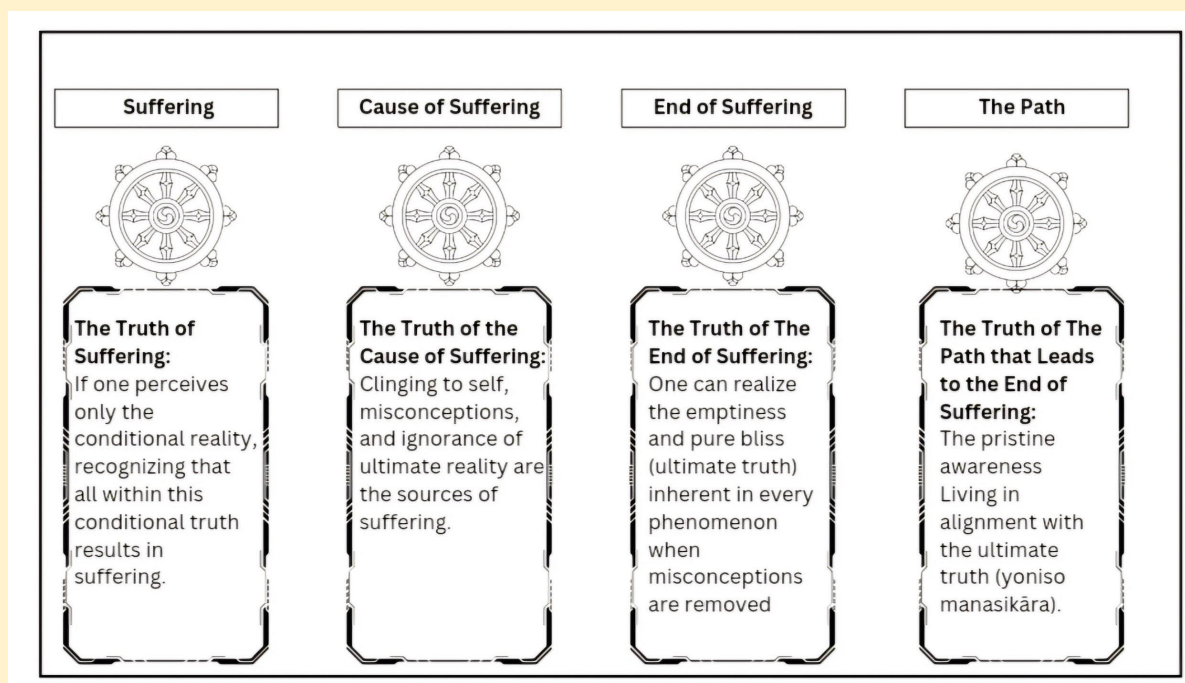 Suffering
The Truth of
Suffering:
If one perceives
only the
conditional reality,
recognizing that
all within this
conditional truth
results in
suffering.
Cause of Suffering
The Truth of the
Cause of Suffering:
Clinging to self,
misconceptions,
and ignorance of
ultimate reality are
the sources of
suffering.
End of Suffering
The Truth of The
End of Suffering:
One can realize
the emptiness
and pure bliss
(ultimate truth)
inherent in every
phenomenon
when
misconceptions
are removed
The Path
The Truth of The
Path that Leads
to the End of
Suffering:
The pristine
awareness
Living in
alignment with
the ultimate
truth (yoniso
manasikāra).